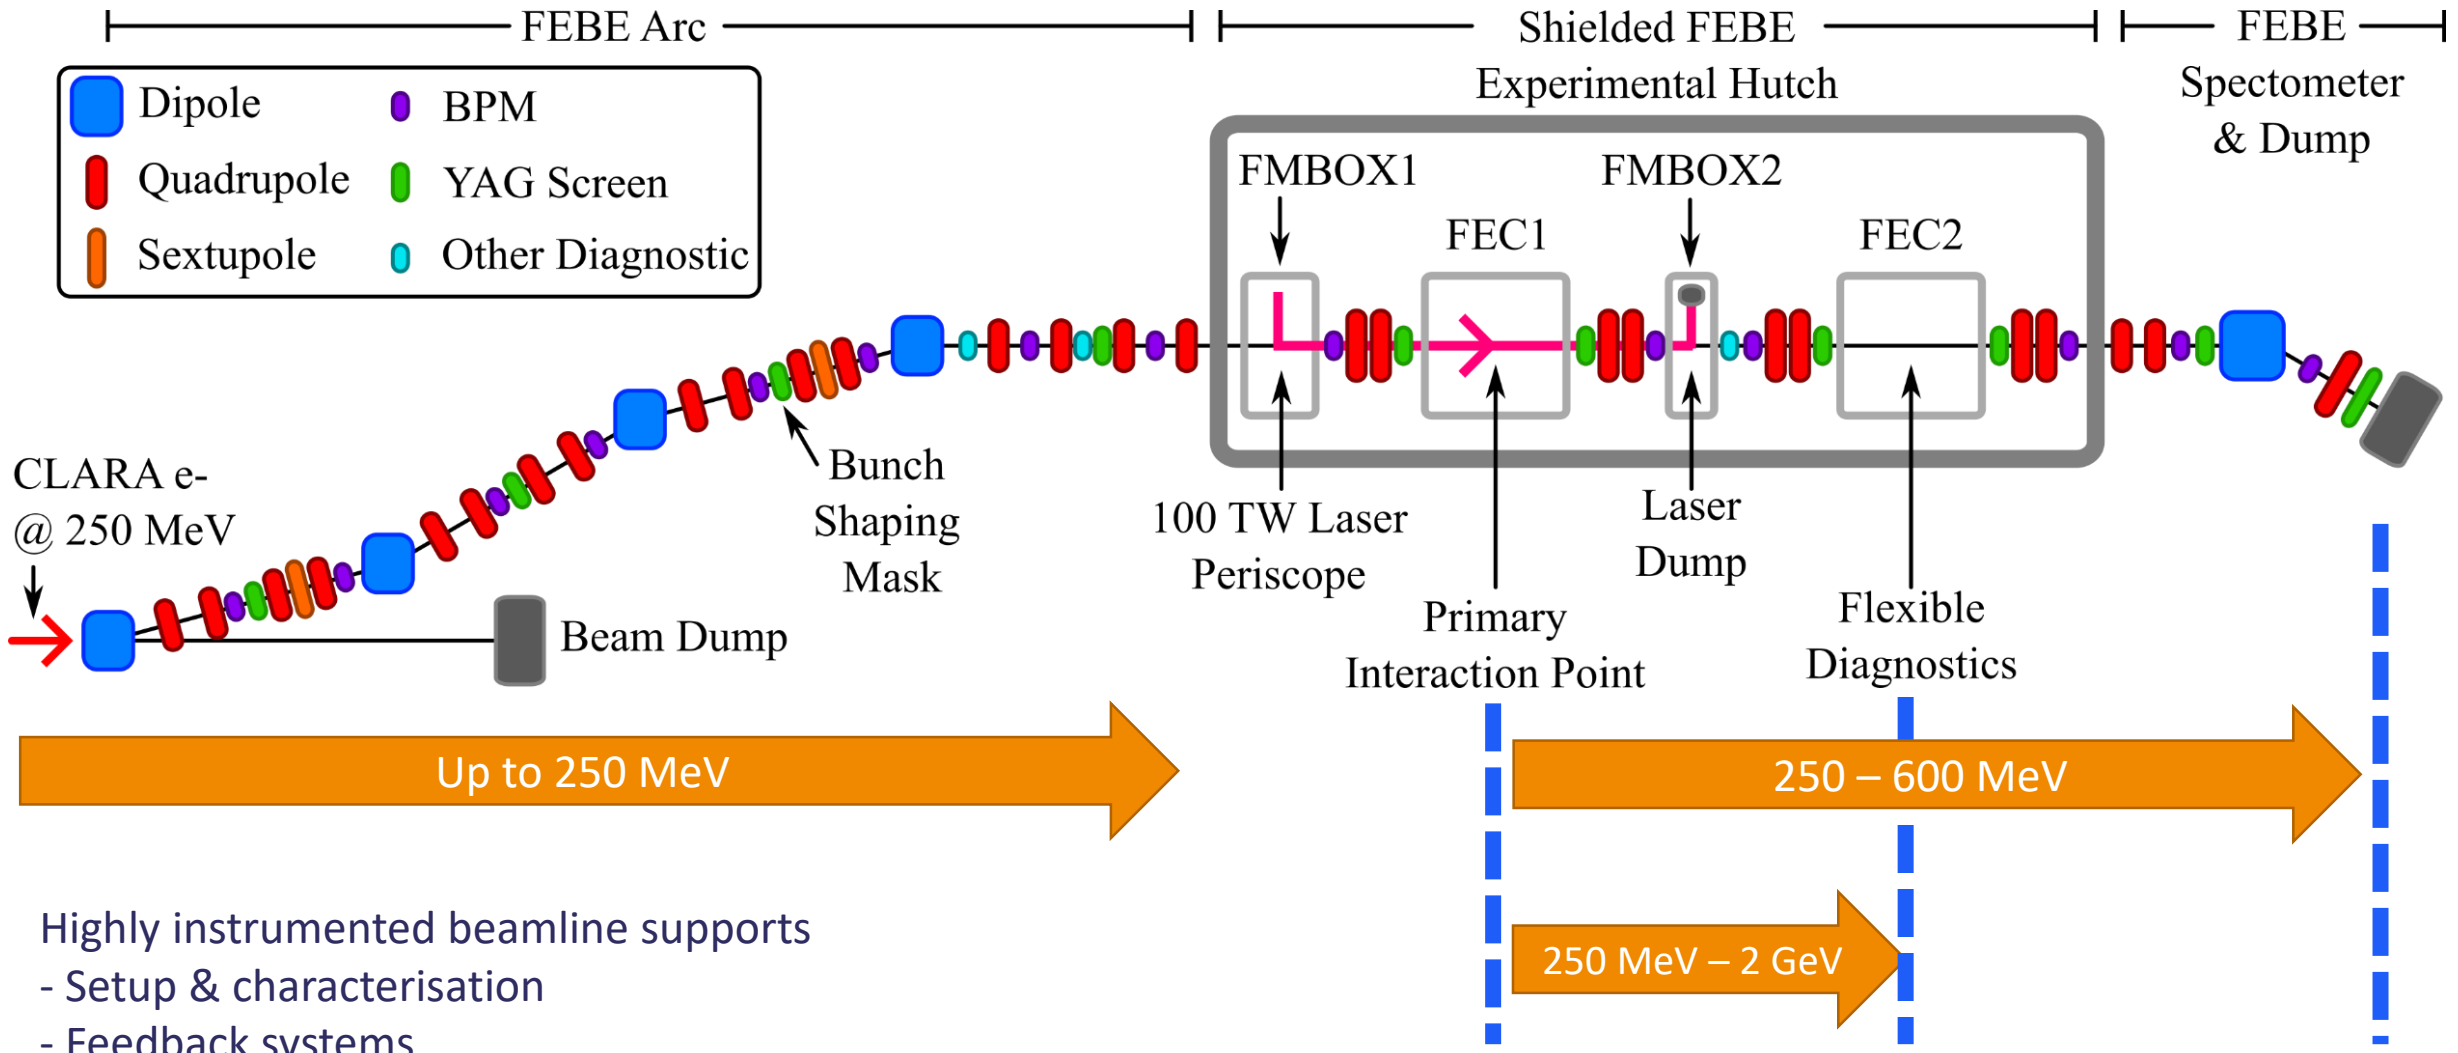 FEBE Arc
Shielded FEBE
Experimental Hutch
FEBE
Spectometer
& Dump
Dipole
BPM
Quadrupole
YAG Screen
Sextupole
Other Diagnostic
FMBOX1
FMBOX2
FEC1
FEC2
CLARA e-
@ 250 MeV
Bunch
Shaping
Mask
Beam Dump
100 TW Laser
Periscope
Laser
Dump
Primary
Interaction Point
Flexible
Diagnostics
Up to 250 MeV
250 – 600 MeV
250 MeV – 2 GeV
Highly instrumented beamline supports
- Setup & characterisation
- Feedback systems